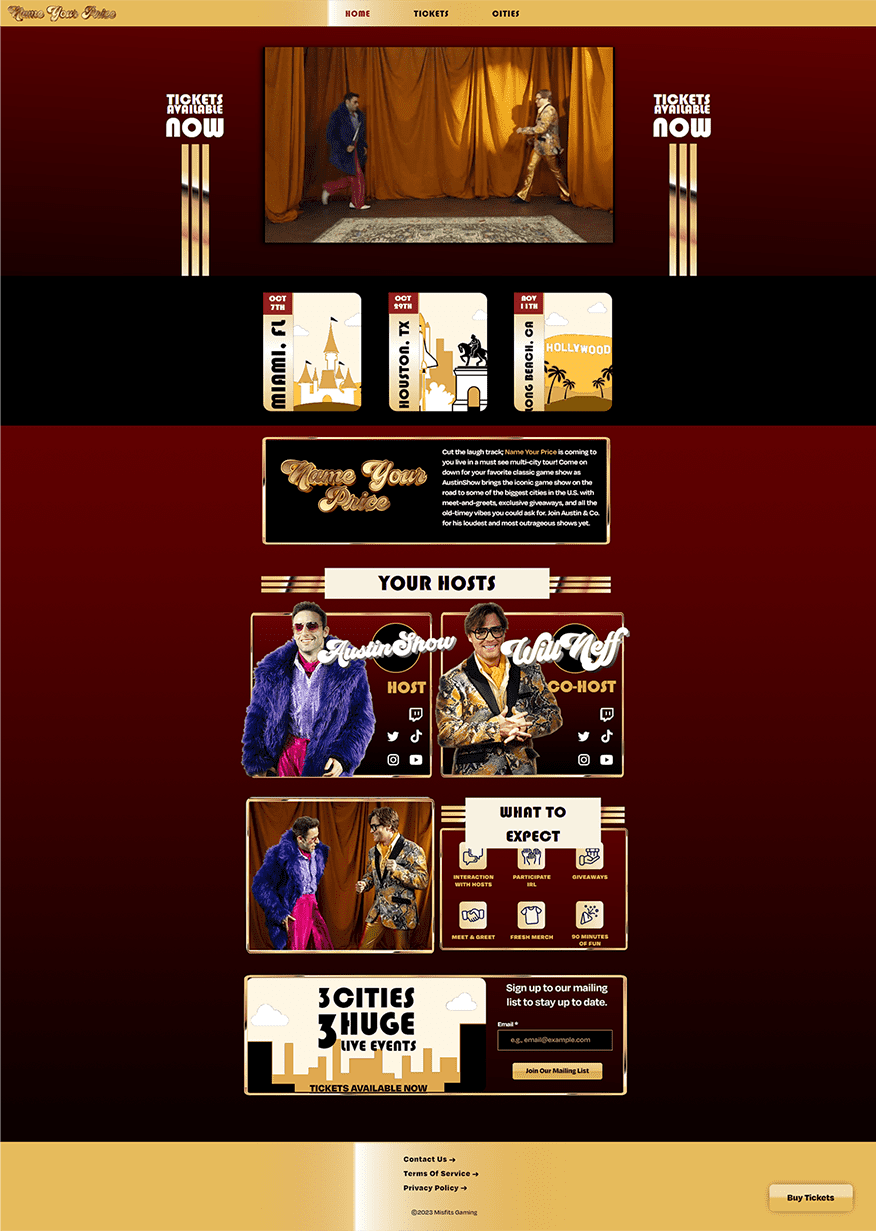 Name Your Price
HOME
TICKETS
CITIES
TICKETS
AVAILABLE
NOW
TICKETS
AVAILABLE
NOW
OCT
7TH
MIAMI, FL
OCT
29TH
HOUSTON, TX
NOV
11TH
LONG BEACH, CA
HOLLYWOOD
Name Your
Price
Cut the laugh track; Name Your Price is coming to
you live in a must see multi-city tour! Come on
down for your favorite classic game show as
AustinShow brings the iconic game show on the
road to some of the biggest cities in the U.S. with
meet-and-greets, exclusive giveaways, and all the
old-timey vibes you could ask for. Join Austin & Co.
for his loudest and most outrageous shows yet.
YOUR HOSTS
AustinShow
HOST
Will Neff
CO-HOST
WHAT TO
EXPECT
INTERACTION
WITH HOSTS
PARTICIPATE
IRL
GIVEAWAYS
MEET & GREET
FRESH MERCH
90 MINUTES
OF FUN
3 CITIES
3 HUGE
LIVE EVENTS
TICKETS AVAILABLE NOW
Sign up to our mailing
list to stay up to date.
Email *
e.g., email@example.com
Join Our Mailing List
Contact Us →
Terms Of Service →
Privacy Policy →
©2023 Misfits Gaming
Buy Tickets